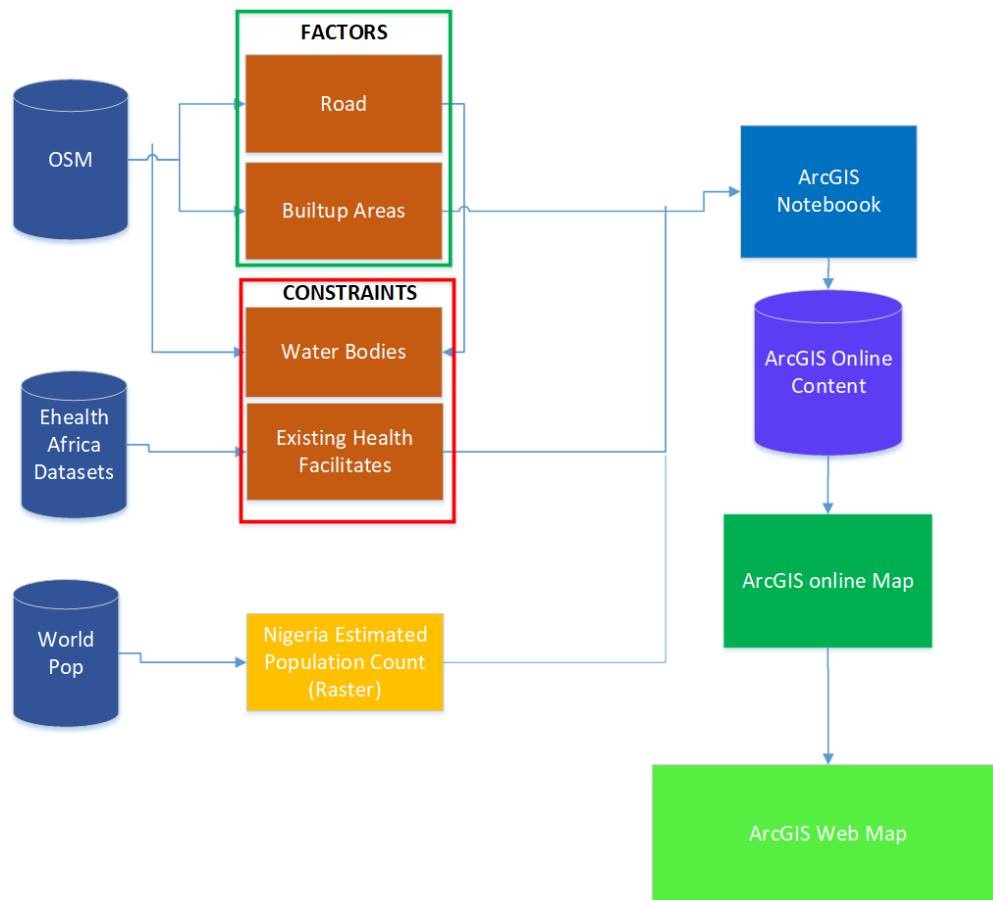 FACTORS
Road
OSM
Builtup Areas
ArcGIS
Noteboook
CONSTRAINTS
Water Bodies
ArcGIS Online
Content
Ehealth
Africa
Datasets
Existing Health
Facilitates
ArcGIS online Map
World
Pop
Nigeria Estimated
Population Count
(Raster)
ArcGIS Web Map